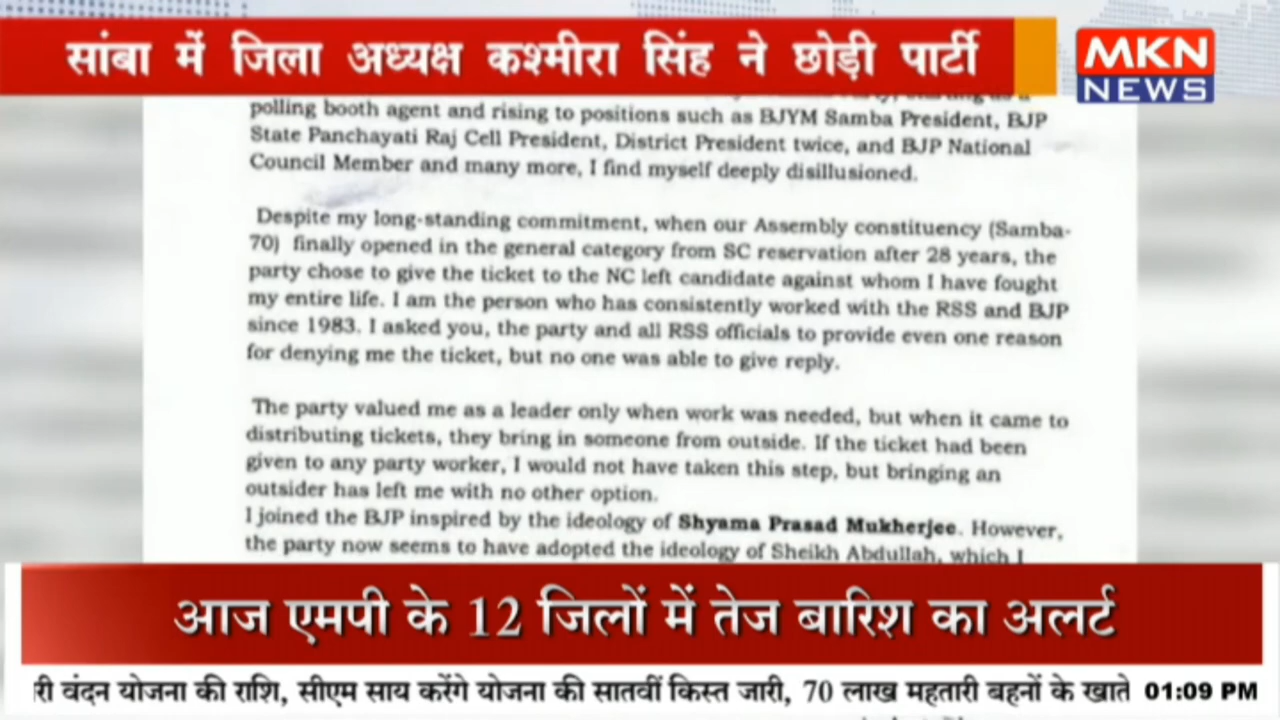 सांबा में जिला अध्यक्ष कश्मीरा सिंह ने छोड़ी पार्टी
MKN
NEWS
polling booth agent and rising to positions such as BJYM Samba President, BJP
State Panchayati Raj Cell President, District President twice, and BJP National
Council Member and many more, I find myself deeply disillusioned.
Despite my long-standing commitment, when our Assembly constituency (Samba-
70) finally opened in the general category from SC reservation after 28 years, the
party chose to give the ticket to the NC left candidate against whom I have fought
my entire life. I am the person who has consistently worked with the RSS and BJP
since 1983. I asked you, the party and all RSS officials to provide even one reason
for denying me the ticket, but no one was able to give reply.
The party valued me as a leader only when work was needed, but when it came to
distributing tickets, they bring in someone from outside. If the ticket had been
given to any party worker, I would not have taken this step, but bringing an
outsider has left me with no other option.
I joined the BJP inspired by the ideology of Shyama Prasad Mukherjee. However,
the party now seems to have adopted the ideology of Sheikh Abdullah, which I
आज एमपी के 12 जिलों में तेज बारिश का अलर्ट
री वंदन योजना की राशि, सीएम साय करेंगे योजना की सातवीं किस्त जारी, 70 लाख महतारी बहनों के खाते 01:09 PM